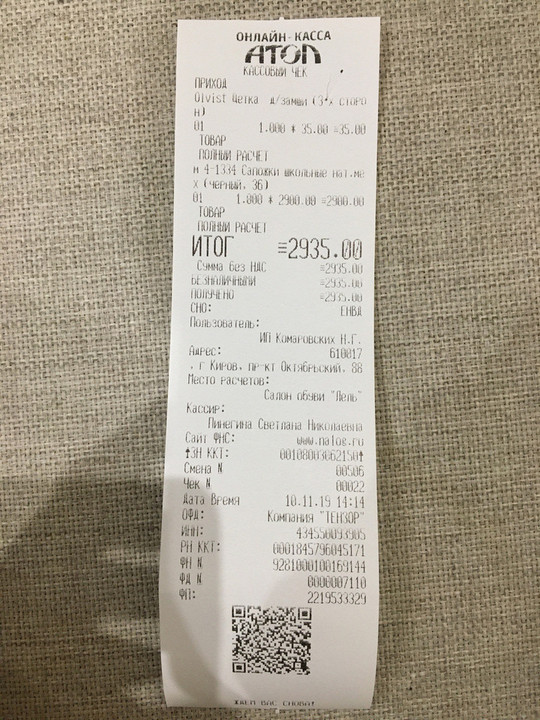 ОНЛАЙН-КАССА
АТОЛ
КАССОВЫЙ ЧЕК
ПРИХОД
Olvist Щетка д/замши (3'х сторо
н)
01 1.000 * 35.00 =35.00
ТОВАР
ПОЛНЫЙ РАСЧЕТ
м 4-1334 Сапожки школьные нат.ме
х (черный, 36)
01 1.000 * 2900.00 =2900.00
ТОВАР
ПОЛНЫЙ РАСЧЕТ
ИТОГ =2935.00
Сумма без НДС =2935.00
БЕЗНАЛИЧНЫМИ =2935.00
ПОЛУЧЕНО =2935.00
СНО: ЕНВД
Пользователь:
ИП Комаровских Н.Г.
Адрес: 610017
, г Киров, пр-кт Октябрьский, 88
Место расчетов:
Салон обуви "Лель"
Кассир:
Пинегина Светлана Николаевна
Сайт ФНС: www.nalog.ru
ЗН ККТ: 00108003862150
Смена N 00506
Чек N 00022
Дата Время 10.11.19 14:14
ОФД: Компания "ТЕНЗОР"
ИНН: 434550093905
РН ККТ: 0001845796045171
ФН N 9281000100169144
ФД N 0000007110
ФП: 2219533329
ЖДЕМ ВАС СНОВА!